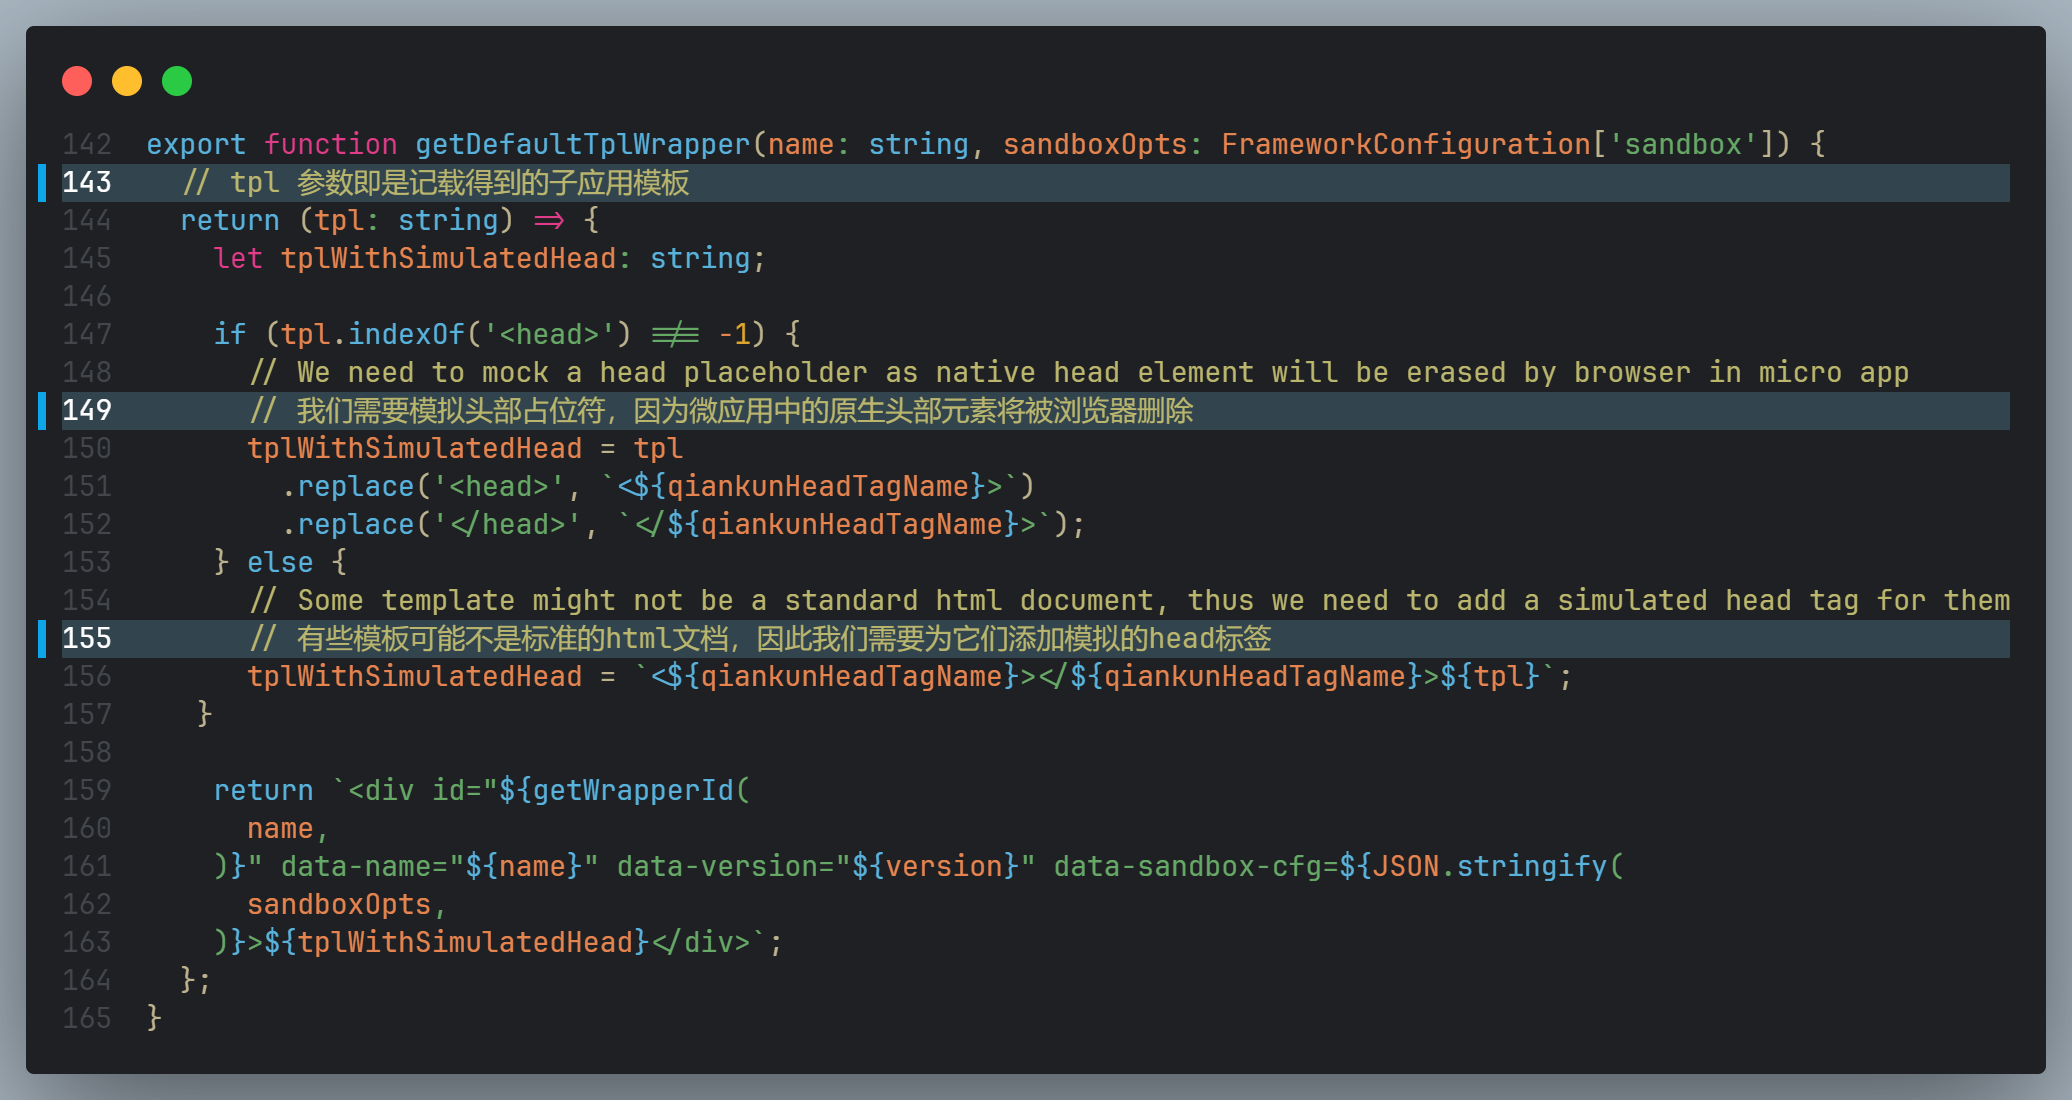 142 export function getDefaultTplWrapper(name: string, sandboxOpts: FrameworkConfiguration['sandbox']) {
143   // tpl 参数即是记载得到的子应用模板
144   return (tpl: string) => {
145     let tplWithSimulatedHead: string;
146
147     if (tpl.indexOf('<head>') !== -1) {
148       // We need to mock a head placeholder as native head element will be erased by browser in micro app
149       // 我们需要模拟头部占位符，因为微应用中的原生头部元素将被浏览器删除
150       tplWithSimulatedHead = tpl
151         .replace('<head>', `<${qiankunHeadTagName}>`)
152         .replace('</head>', `</${qiankunHeadTagName}>`);
153     } else {
154       // Some template might not be a standard html document, thus we need to add a simulated head tag for them
155       // 有些模板可能不是标准的html文档，因此我们需要为它们添加模拟的head标签
156       tplWithSimulatedHead = `<${qiankunHeadTagName}></${qiankunHeadTagName}>${tpl}`;
157    }
158
159     return `<div id="${getWrapperId(
160       name,
161     )}" data-name="${name}" data-version="${version}" data-sandbox-cfg=${JSON.stringify(
162       sandboxOpts,
163     )}>${tplWithSimulatedHead}</div>`;
164   };
165 }